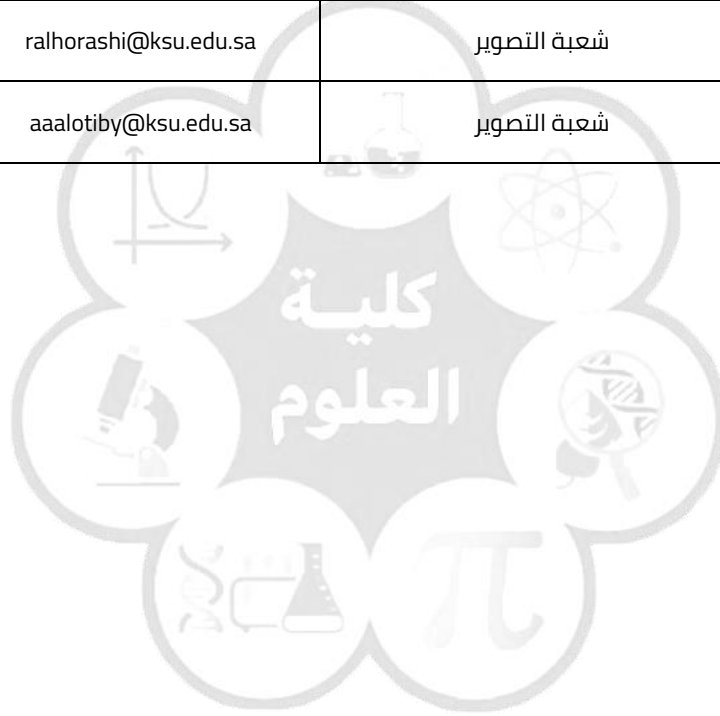 شعبة التصوير ralhorashi@ksu.edu.sa
شعبة التصوير aaalotiby@ksu.edu.sa
كليـة
العلوم
π